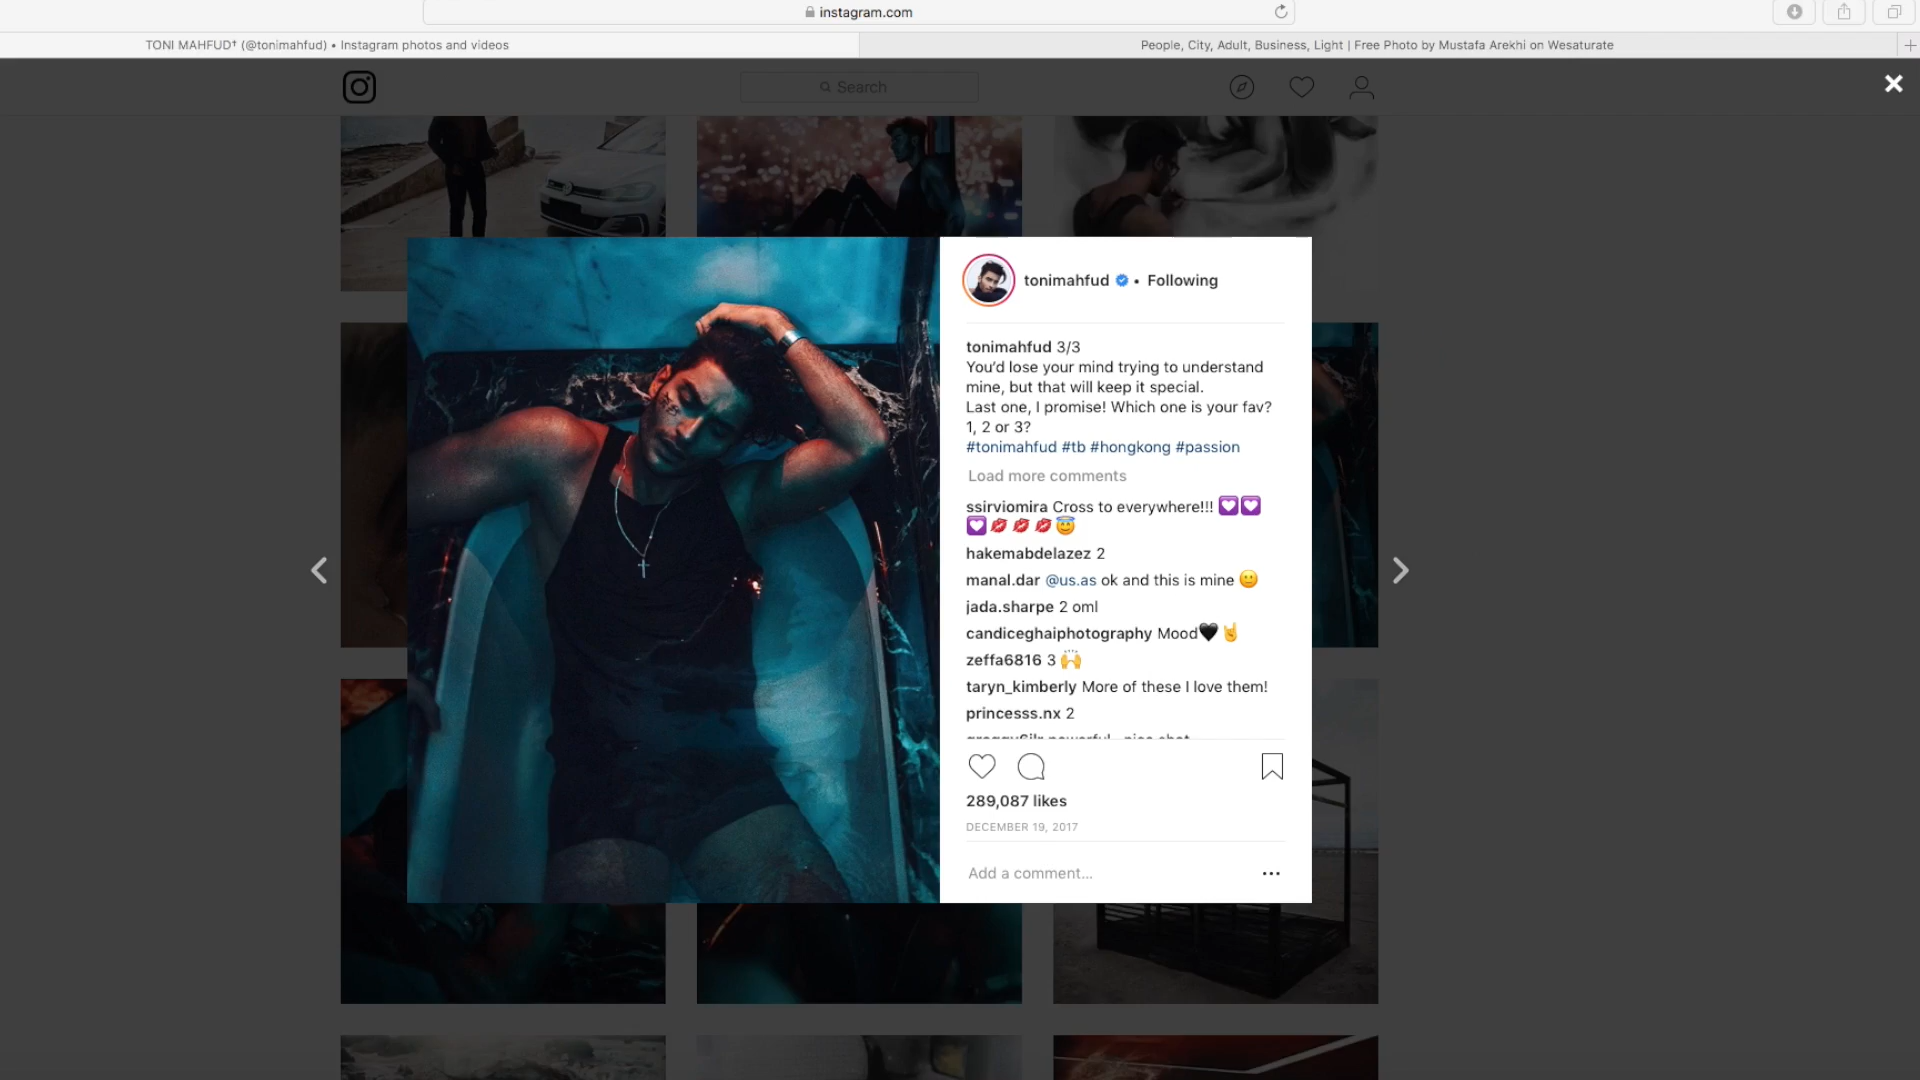 instagram.com
TONI MAHFUD† (@tonimahfud) • Instagram photos and videos
People, City, Adult, Business, Light | Free Photo by Mustafa Arekhi on Wesaturate
Search
tonimahfud • Following
tonimahfud 3/3
You'd lose your mind trying to understand
mine, but that will keep it special.
Last one, I promise! Which one is your fav?
1, 2 or 3?
#tonimahfud #tb #hongkong #passion
Load more comments
ssirviomira Cross to everywhere!!! 💟💟
💟💋💋💋😇
hakemabdelazez 2
manal.dar @us.as ok and this is mine 😐
jada.sharpe 2 oml
candiceghaiphotography Mood🖤🤘
zeffa6816 3 🙌
taryn_kimberly More of these I love them!
princesss.nx 2
289,087 likes
DECEMBER 19, 2017
Add a comment...